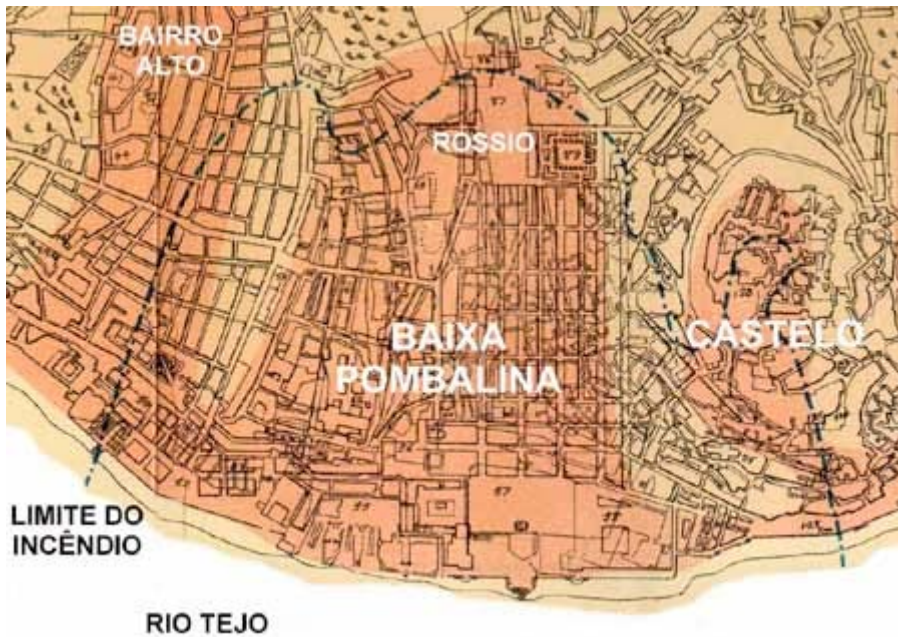 BAIRRO
ALTO
ROSSIO
BAIXA
POMBALINA
CASTELO
LIMITE DO
INCÊNDIO
RIO TEJO